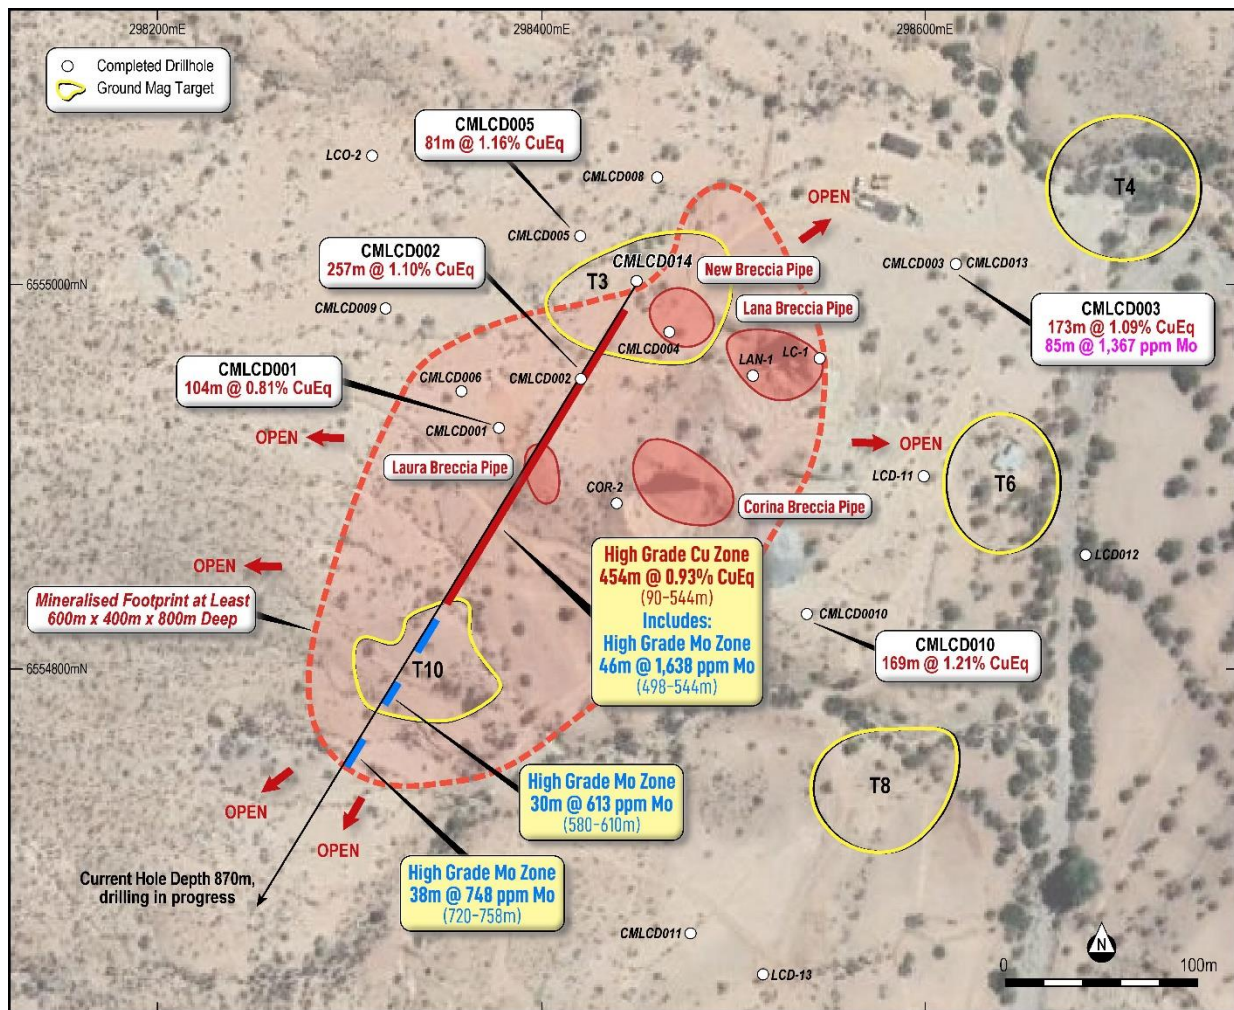 298200mE
298400mE
298600mE
Completed Drillhole
Ground Mag Target
CMLCD005
81m @ 1.16% CuEq
LCO-2
CMLCD008
T4
OPEN
CMLCD005
CMLCD002
257m @ 1.10% CuEq
CMLCD014
T3
New Breccia Pipe
CMLCD003
CMLCD013
6555000mN
CMLCD009
Lana Breccia Pipe
CMLCD003
173m @ 1.09% CuEq
85m @ 1,367 ppm Mo
CMLCD004
LAN-1
LC-1
CMLCD001
104m @ 0.81% CuEq
CMLCD006
CMLCD002
CMLCD001
OPEN
OPEN
Laura Breccia Pipe
LCD-11
T6
COR-2
Corina Breccia Pipe
OPEN
High Grade Cu Zone
454m @ 0.93% CuEq
(90-544m)
Includes:
High Grade Mo Zone
46m @ 1,638 ppm Mo
(498-544m)
LCD012
Mineralised Footprint at Least
600m x 400m x 800m Deep
CMLCD0010
CMLCD010
169m @ 1.21% CuEq
6554800mN
T10
High Grade Mo Zone
30m @ 613 ppm Mo
(580-610m)
T8
OPEN
OPEN
Current Hole Depth 870m,
drilling in progress
High Grade Mo Zone
38m @ 748 ppm Mo
(720-758m)
CMLCD011
LCD-13
N
0
100m